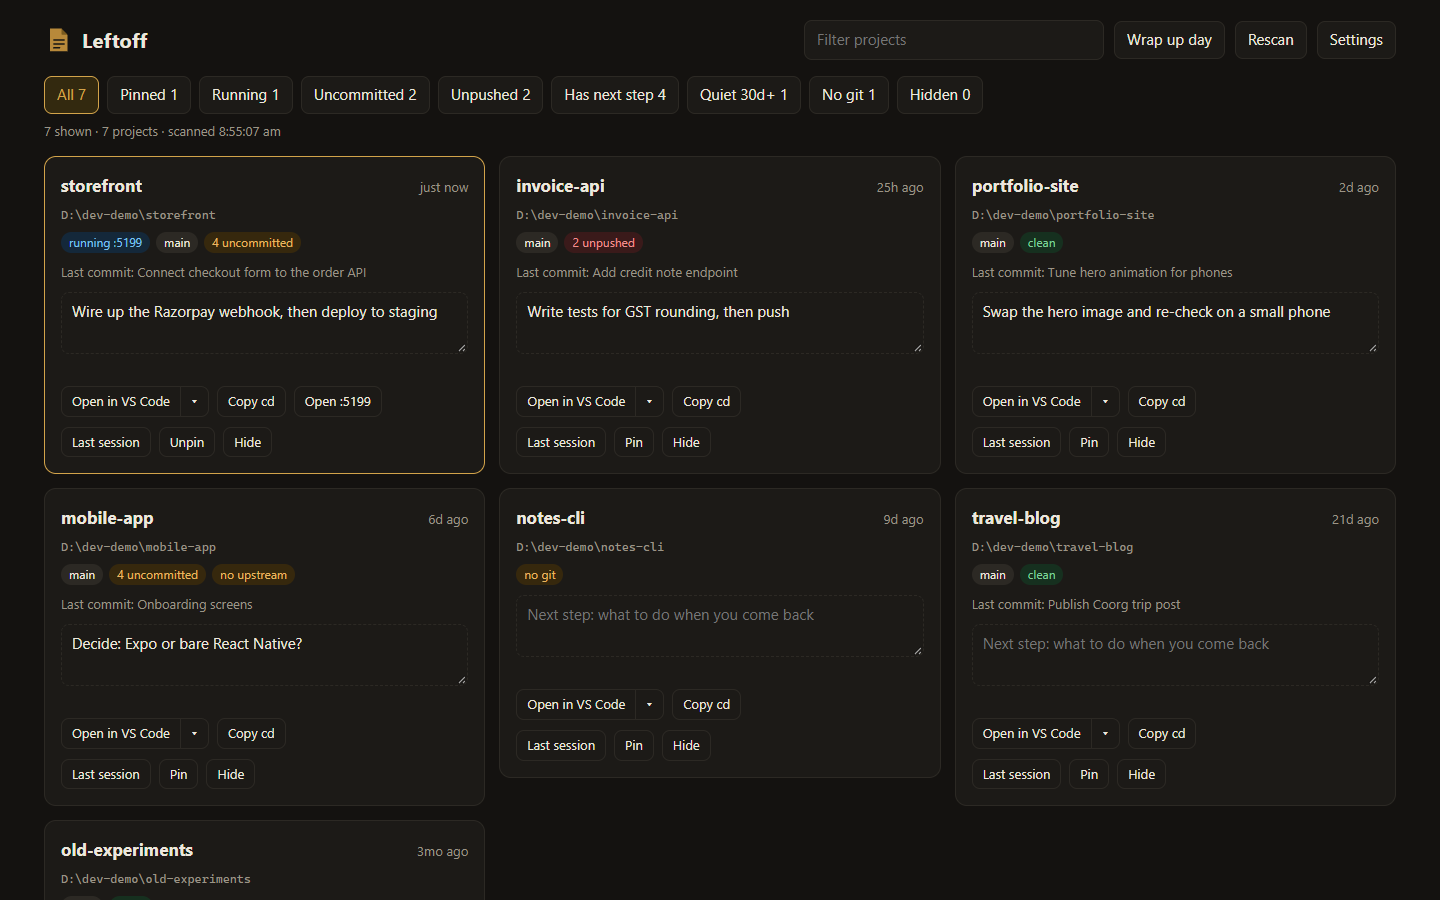 Leftoff
Filter projects
Wrap up day
Rescan
Settings
All 7
Pinned 1
Running 1
Uncommitted 2
Unpushed 2
Has next step 4
Quiet 30d+ 1
No git 1
Hidden 0
7 shown · 7 projects · scanned 8:55:07 am
storefront
just now
D:\dev-demo\storefront
running :5199
main
4 uncommitted
Last commit: Connect checkout form to the order API
Wire up the Razorpay webhook, then deploy to staging
Open in VS Code
Copy cd
Open :5199
Last session
Unpin
Hide
invoice-api
25h ago
D:\dev-demo\invoice-api
main
2 unpushed
Last commit: Add credit note endpoint
Write tests for GST rounding, then push
Open in VS Code
Copy cd
Last session
Pin
Hide
portfolio-site
2d ago
D:\dev-demo\portfolio-site
main
clean
Last commit: Tune hero animation for phones
Swap the hero image and re-check on a small phone
Open in VS Code
Copy cd
Last session
Pin
Hide
mobile-app
6d ago
D:\dev-demo\mobile-app
main
4 uncommitted
no upstream
Last commit: Onboarding screens
Decide: Expo or bare React Native?
Open in VS Code
Copy cd
Last session
Pin
Hide
notes-cli
9d ago
D:\dev-demo\notes-cli
no git
Next step: what to do when you come back
Open in VS Code
Copy cd
Last session
Pin
Hide
travel-blog
21d ago
D:\dev-demo\travel-blog
main
clean
Last commit: Publish Coorg trip post
Next step: what to do when you come back
Open in VS Code
Copy cd
Last session
Pin
Hide
old-experiments
3mo ago
D:\dev-demo\old-experiments